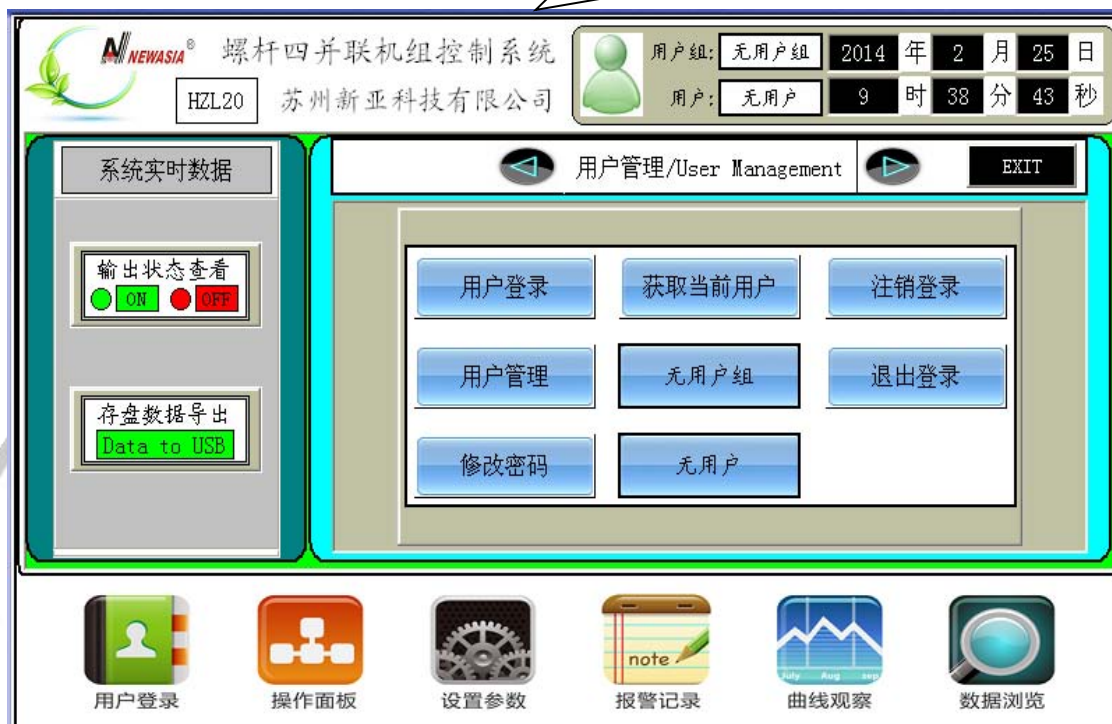 NEWASIA® 螺杆四并联机组控制系统
HZL20 苏州新亚科技有限公司
用户组: 无用户组 2014 年 2 月 25 日
用户: 无用户 9 时 38 分 43 秒
系统实时数据
用户管理/User Management EXIT
输出状态查看
ON OFF
存盘数据导出
Data to USB
用户登录 获取当前用户 注销登录
用户管理 无用户组 退出登录
修改密码 无用户
note
July Aug sep
用户登录 操作面板 设置参数 报警记录 曲线观察 数据浏览